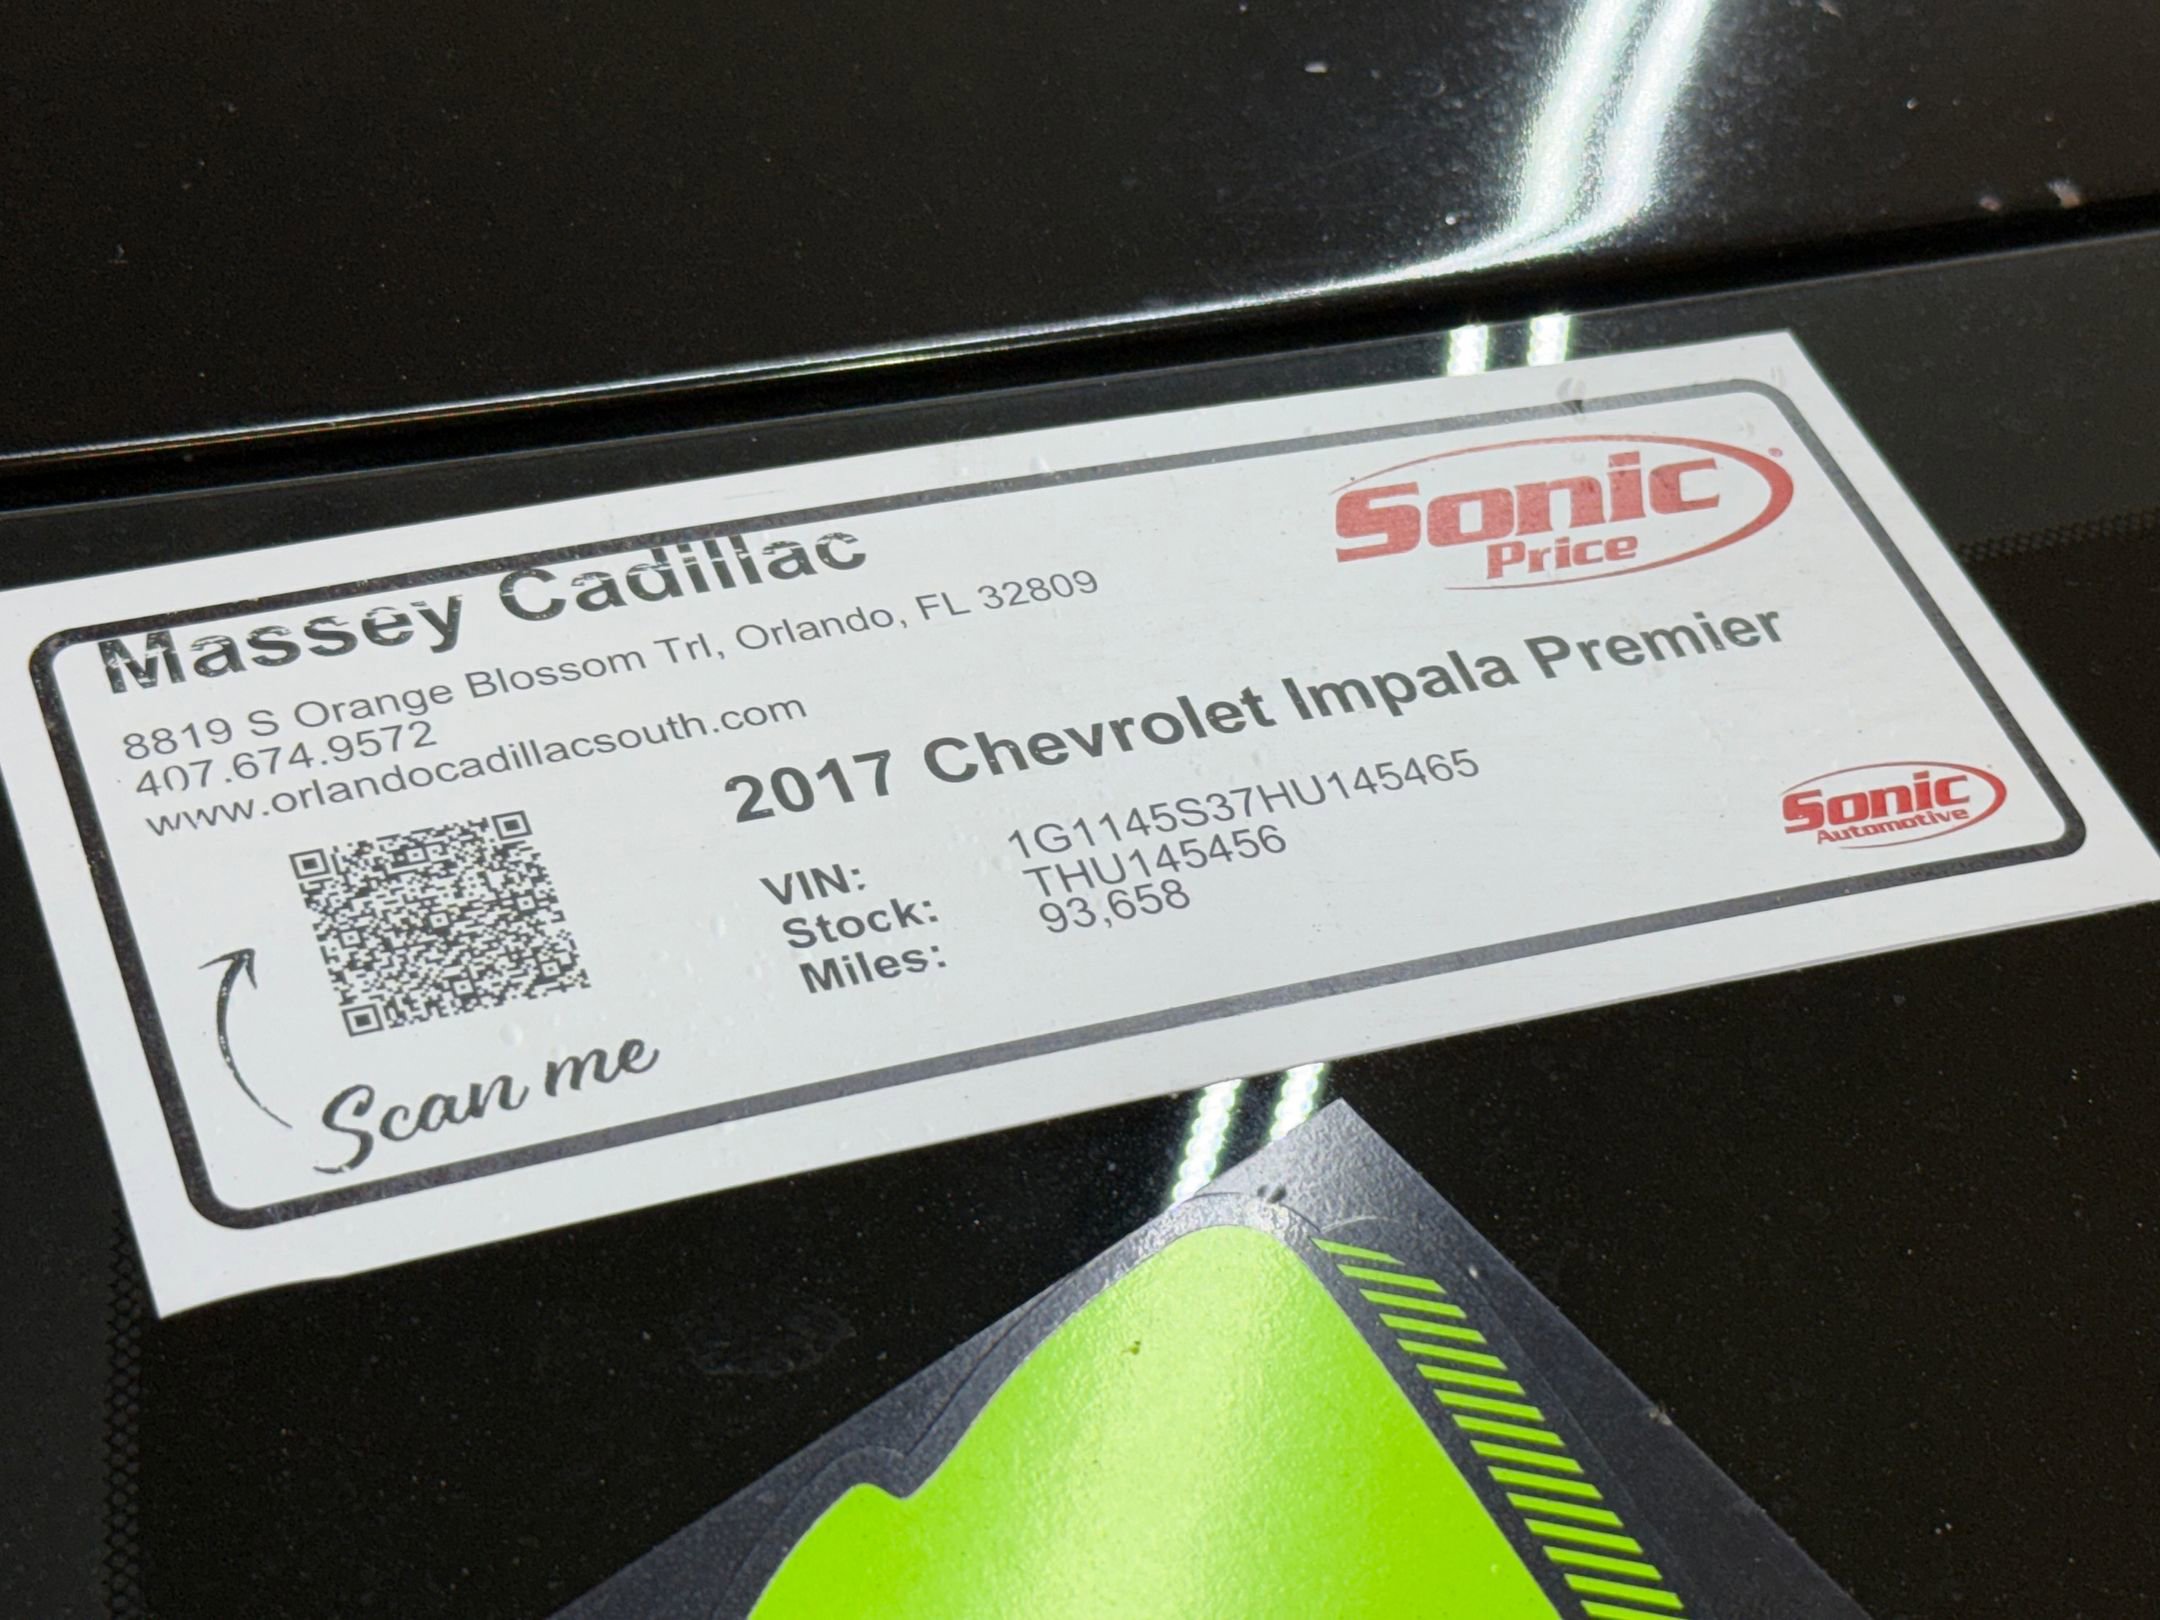 Massey Cadillac
8819 S Orange Blossom Trl, Orlando, FL 32809
407.674.9572
www.orlandocadillacsouth.com
Sonic
Price
2017 Chevrolet Impala Premier
VIN: 1G1145S37HU145465
Stock: THU145456
Miles: 93,658
Sonic
Automotive
Scan me